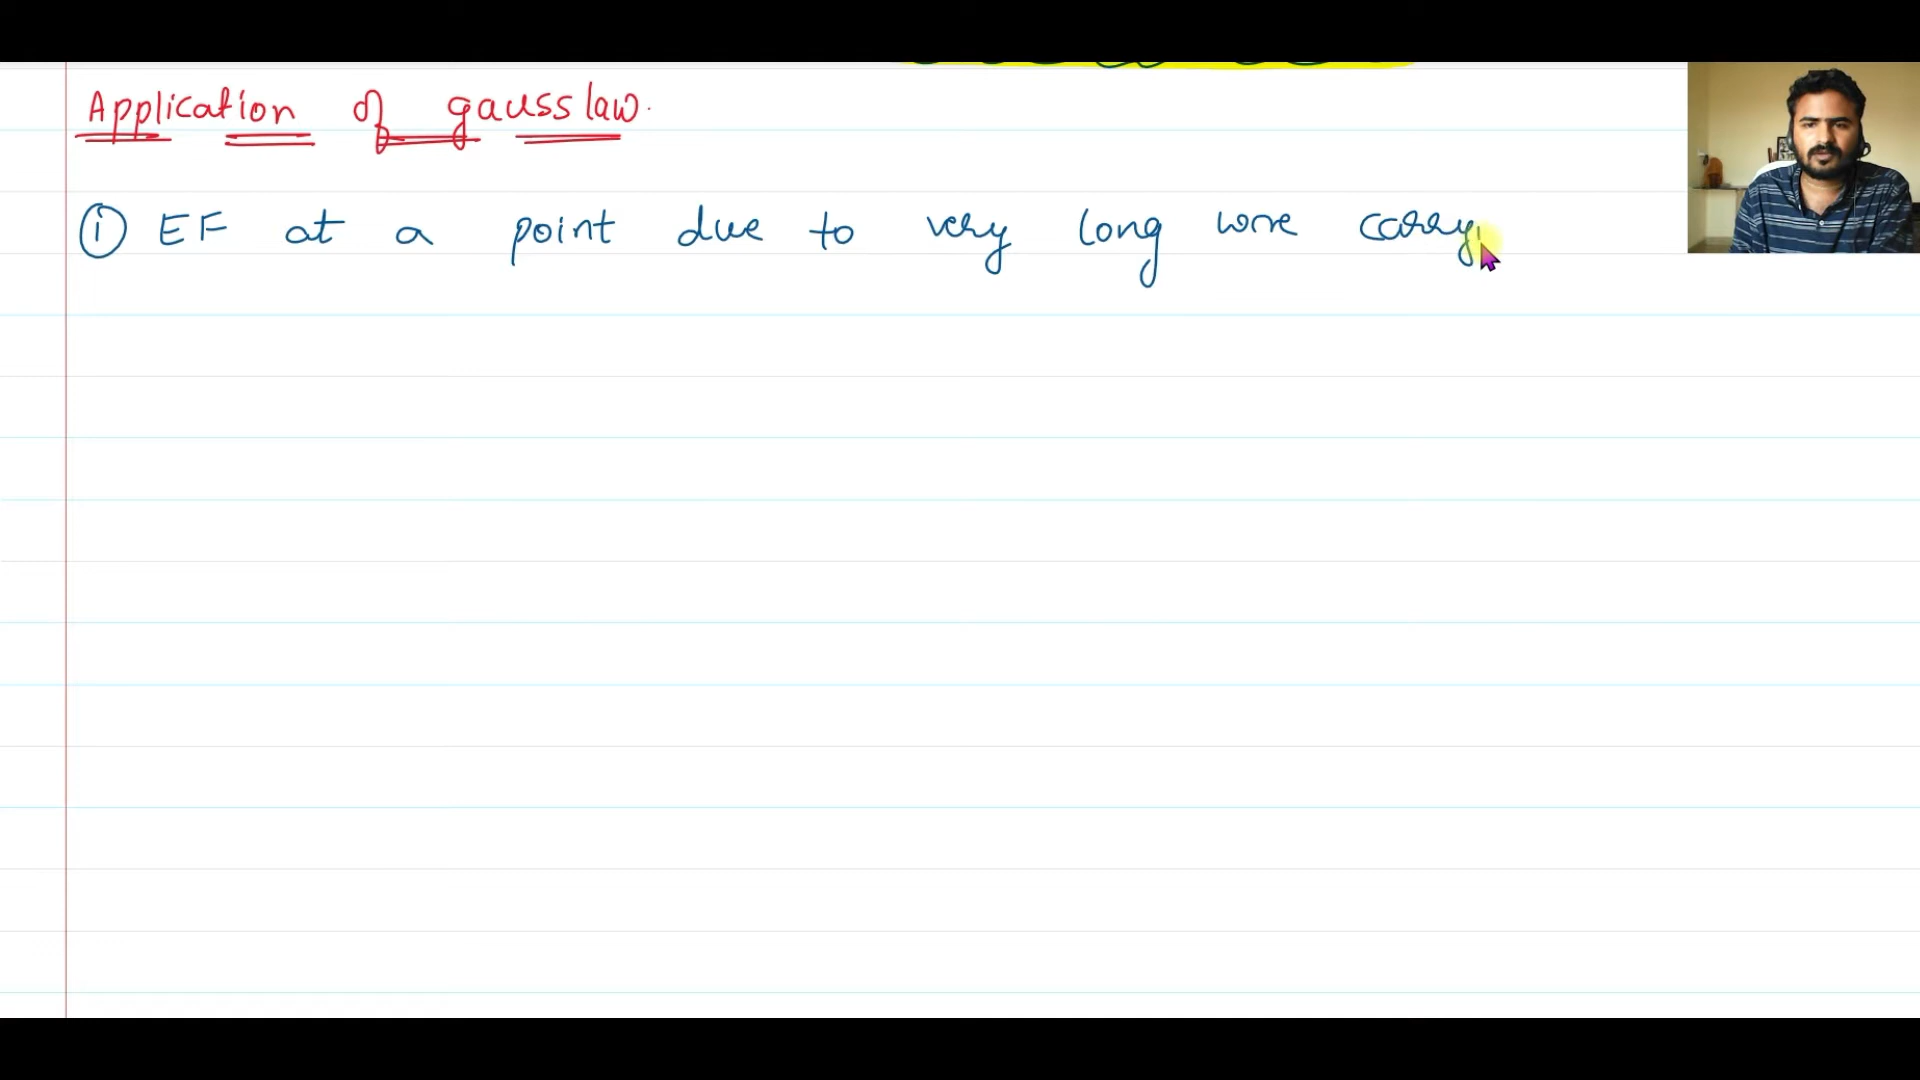 Application of gauss law.
① EF at a point due to very long wire carry